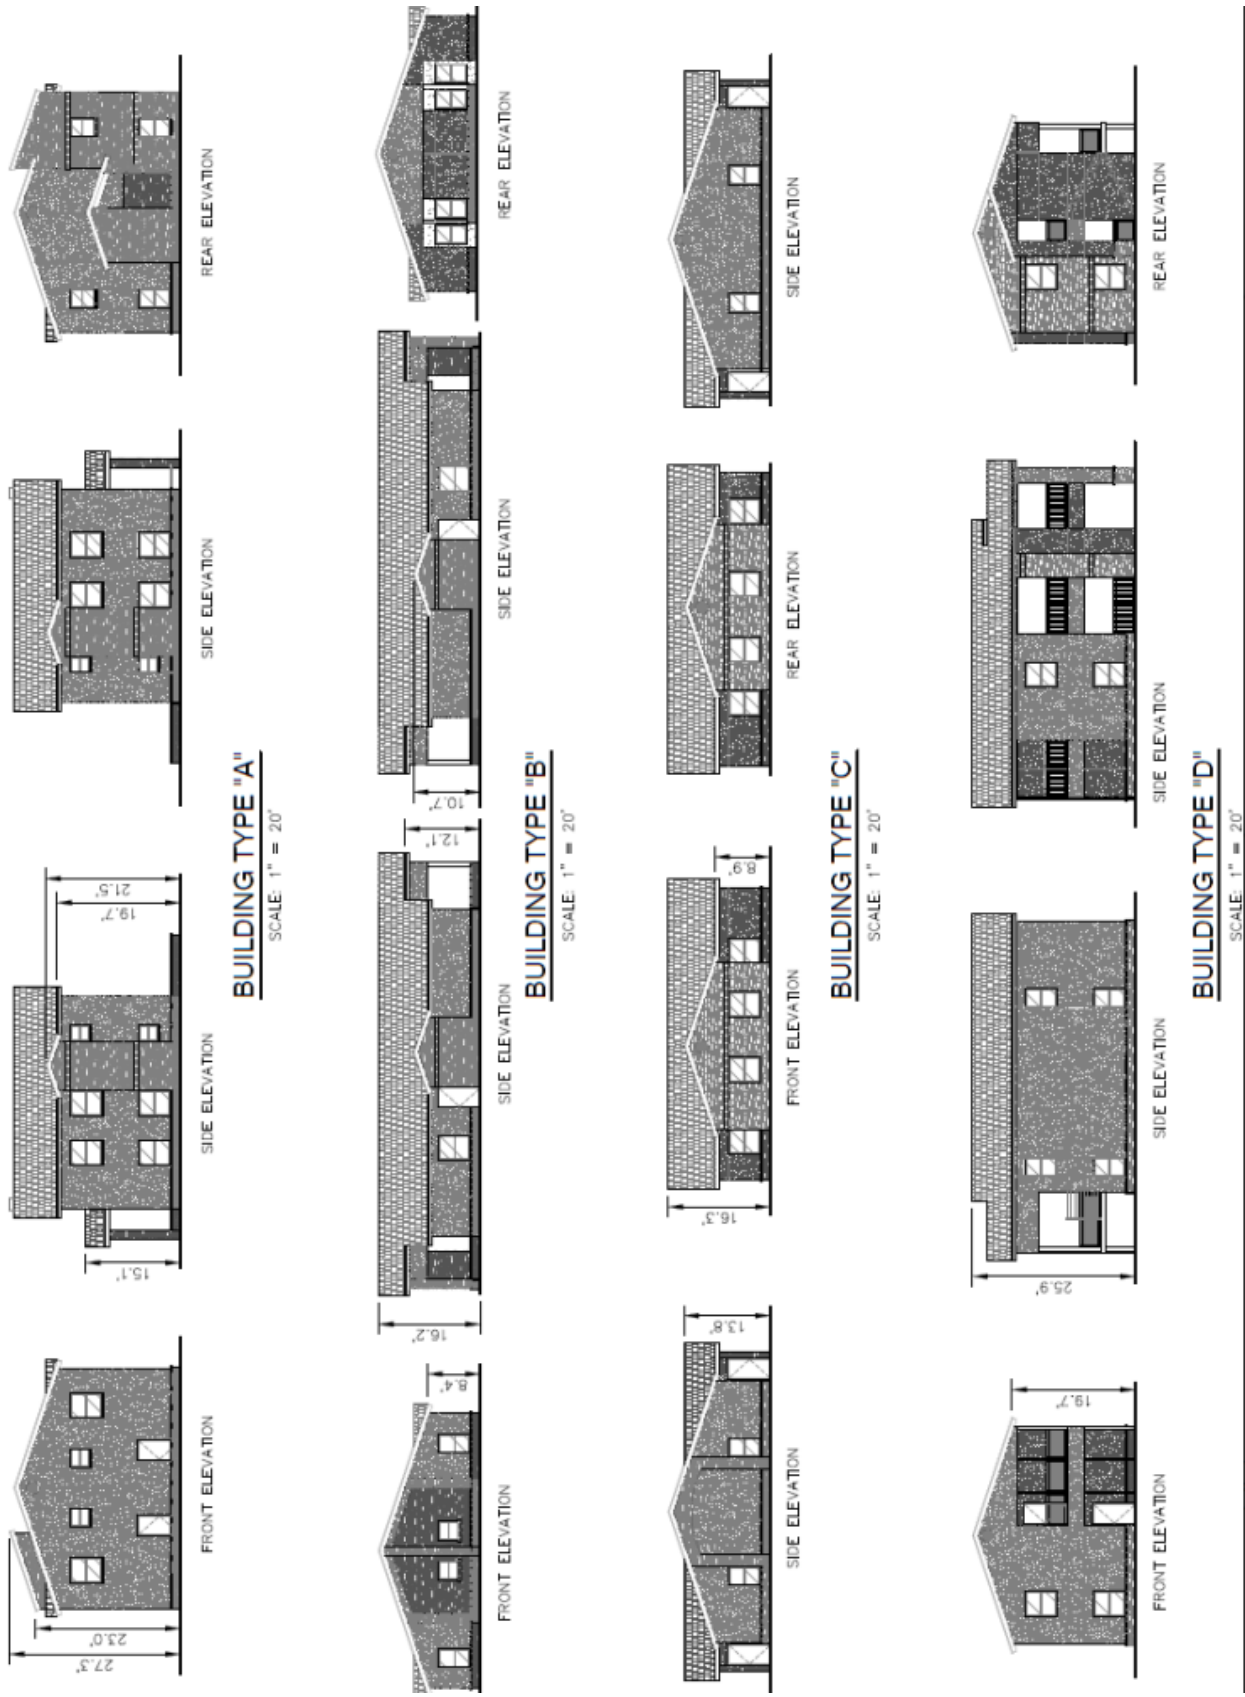 27.3'
23.0'
FRONT ELEVATION
15.1'
SIDE ELEVATION
19.7'
21.5'
SIDE ELEVATION
REAR ELEVATION
BUILDING TYPE "A"
SCALE: 1" = 20'
FRONT ELEVATION
8.4'
16.2'
SIDE ELEVATION
12.1'
10.7'
SIDE ELEVATION
REAR ELEVATION
BUILDING TYPE "B"
SCALE: 1" = 20'
SIDE ELEVATION
13.8'
16.3'
FRONT ELEVATION
8.9'
REAR ELEVATION
SIDE ELEVATION
BUILDING TYPE "C"
SCALE: 1" = 20'
FRONT ELEVATION
19.7'
25.9'
SIDE ELEVATION
SIDE ELEVATION
REAR ELEVATION
BUILDING TYPE "D"
SCALE: 1" = 20'